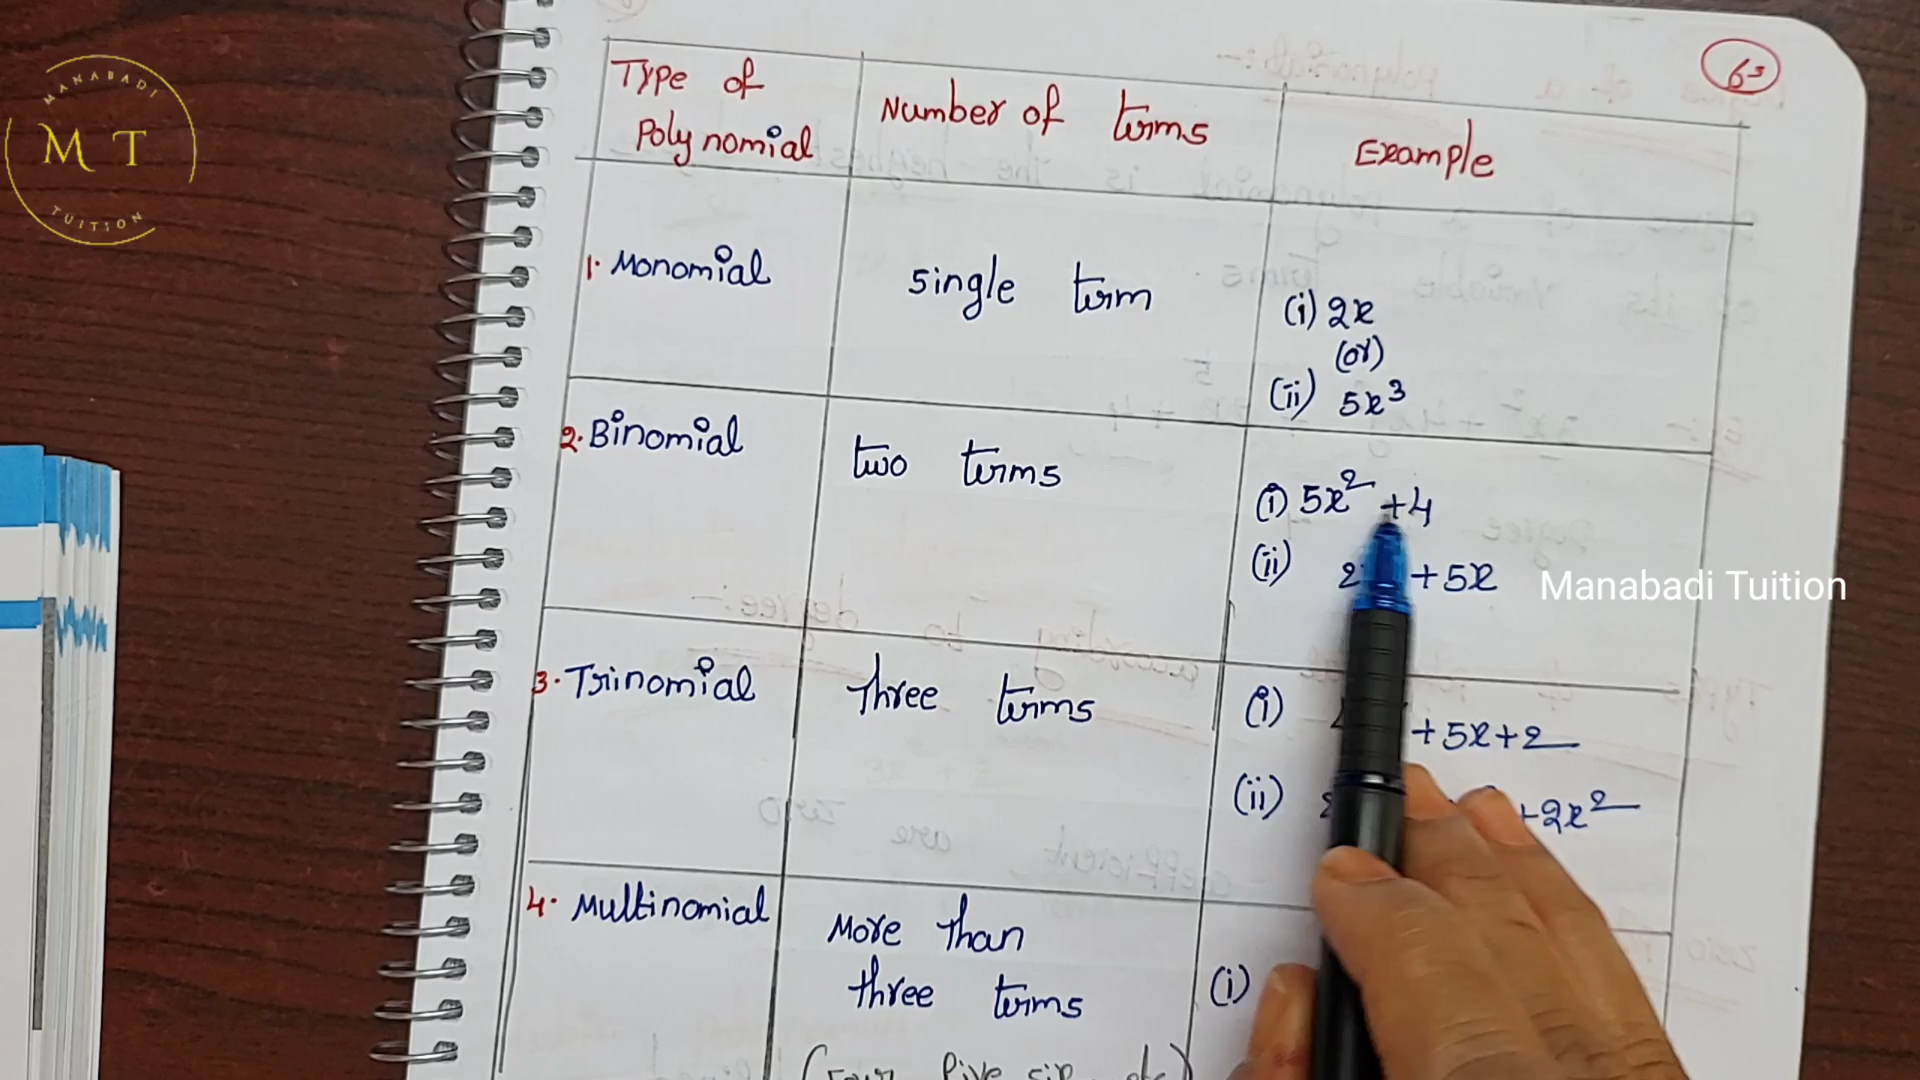 MANABADI
M T
TUITION
65
Type of Polynomial
Number of terms
Example
1. Monomial
single term
(i) 2x
(or)
(ii) 5x³
2. Binomial
two terms
(i) 5x² +4
(ii) 2 +5x
Manabadi Tuition
3. Trinomial
three terms
(i) +5x+2
(ii) +2x²
4. Multinomial
More than
three terms
(i)